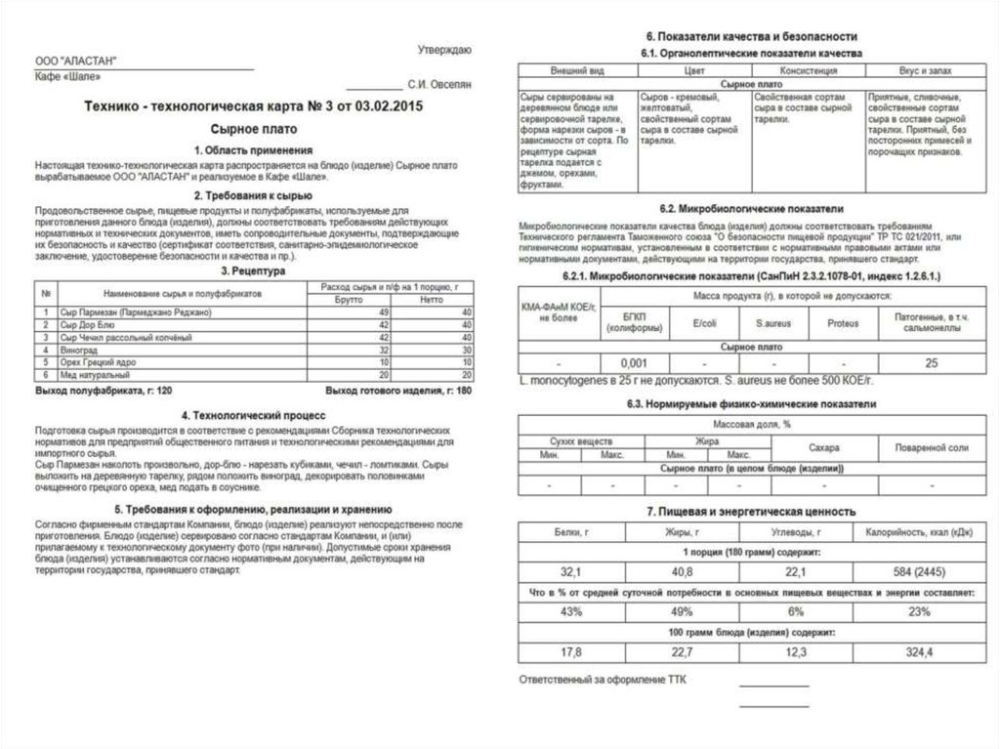 Утверждаю
ООО "АЛАСТАН"
Кафе «Шале»
С.И. Овсепян
Технико - технологическая карта № 3 от 03.02.2015
Сырное плато
1. Область применения
Настоящая технико-технологическая карта распространяется на блюдо (изделие) Сырное плато
вырабатываемое ООО "АЛАСТАН" и реализуемое в Кафе «Шале».
2. Требования к сырью
Продовольственное сырье, пищевые продукты и полуфабрикаты, используемые для
приготовления данного блюда (изделия), должны соответствовать требованиям действующих
нормативных и технических документов, иметь сопроводительные документы, подтверждающие
их безопасность и качество (сертификат соответствия, санитарно-эпидемиологическое
заключение, удостоверение безопасности и качества и пр.).
3. Рецептура
№ Наименование сырья и полуфабрикатов Расход сырья и п/ф на 1 порцию, г
Брутто Нетто
1 Сыр Пармезан (Пармеджано Реджано) 49 40
2 Сыр Дор Блю 42 40
3 Сыр Чечил рассольный копчёный 42 40
4 Виноград 32 30
5 Орех Грецкий ядро 10 10
6 Мед натуральный 20 20
Выход полуфабриката, г: 120 Выход готового изделия, г: 180
4. Технологический процесс
Подготовка сырья производится в соответствие с рекомендациями Сборника технологических
нормативов для предприятий общественного питания и технологическими рекомендациями для
импортного сырья.
Сыр Пармезан наколоть произвольно, дор-блю - нарезать кубиками, чечил - ломтиками. Сыры
выложить на деревянную тарелку, рядом положить виноград, декорировать половинками
очищенного грецкого ореха, мед подать в соуснике.
5. Требования к оформлению, реализации и хранению
Согласно фирменным стандартам Компании, блюдо (изделие) реализуют непосредственно после
приготовления. Блюдо (изделие) сервировано согласно стандартам Компании, и (или)
прилагаемому к технологическому документу фото (при наличии). Допустимые сроки хранения
блюда (изделия) устанавливаются согласно нормативным документам, действующим на
территории государства, принявшего стандарт.
6. Показатели качества и безопасности
6.1. Органолептические показатели качества
Внешний вид Цвет Консистенция Вкус и запах
Сырное плато
Сыры сервированы на деревянном блюде или сервировочной тарелке, форма нарезки сыров - в зависимости от сорта. По рецептуре сырная тарелка подается с джемом, орехами, фруктами.
Сыров - кремовый, желтоватый, свойственный сортам сыра в составе сырной тарелки.
Свойственная сортам сыра в составе сырной тарелки.
Приятные, сливочные, свойственные сортам сыра в составе сырной тарелки. Приятный, без посторонних примесей и порочащих признаков.
6.2. Микробиологические показатели
Микробиологические показатели качества блюда (изделия) должны соответствовать требованиям
Технического регламента Таможенного союза "О безопасности пищевой продукции" ТР ТС 021/2011, или
гигиеническим нормативам, установленным в соответствии с нормативными правовыми актами или
нормативными документами, действующими на территории государства, принявшего стандарт.
6.2.1. Микробиологические показатели (СанПиН 2.3.2.1078-01, индекс 1.2.6.1.)
КМА-ФАнМ КОЕ/г, не более Масса продукта (г), в которой не допускаются:
БГКП (колиформы) E/coli S.aureus Proteus Патогенные, в т.ч. сальмонеллы
Сырное плато
- 0,001 - - - 25
L. monocytogenes в 25 г не допускаются. S. aureus не более 500 КОЕ/г.
6.3. Нормируемые физико-химические показатели
Массовая доля, %
Сухих веществ Жира Сахара Поваренной соли
Мин. Макс. Мин. Макс.
Сырное плато (в целом блюде (изделии))
- - - - - -
7. Пищевая и энергетическая ценность
Белки, г Жиры, г Углеводы, г Калорийность, ккал (кДж)
1 порция (180 грамм) содержит:
32,1 40,8 22,1 584 (2445)
Что в % от средней суточной потребности в основных пищевых веществах и энергии составляет:
43% 49% 6% 23%
100 грамм блюда (изделия) содержит:
17,8 22,7 12,3 324,4
Ответственный за оформление ТТК